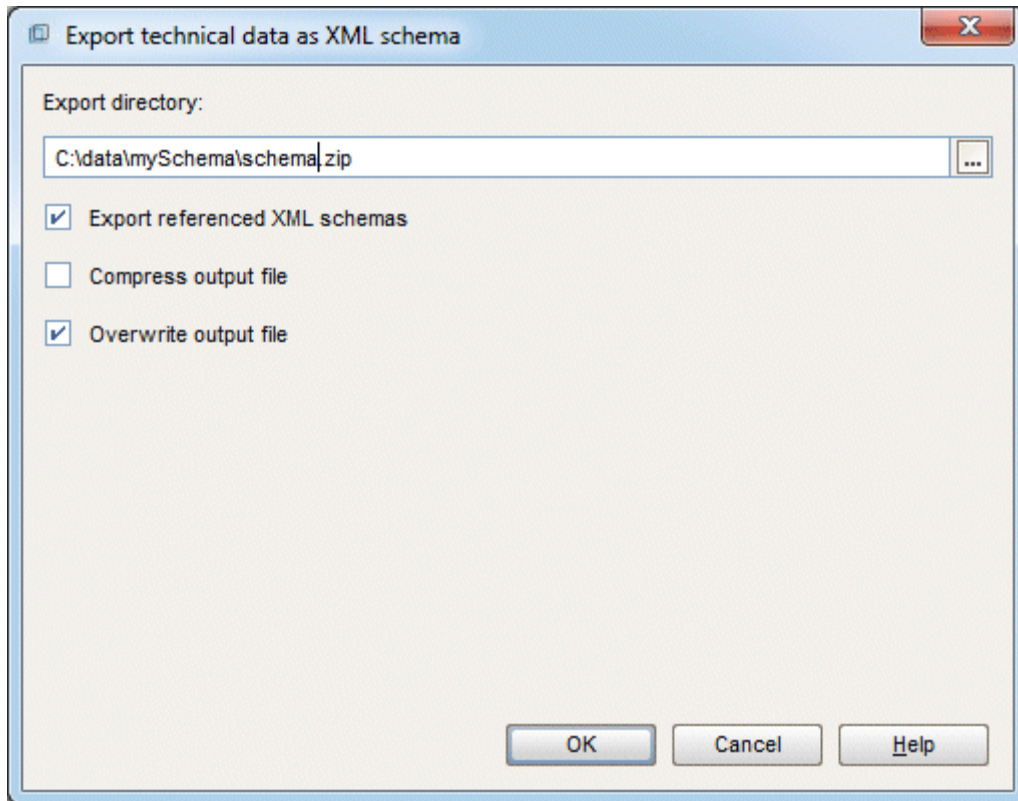 Export technical data as XML schema
Export directory:
C:\data\mySchema\schema.zip
...
Export referenced XML schemas
Compress output file
Overwrite output file
OK Cancel Help